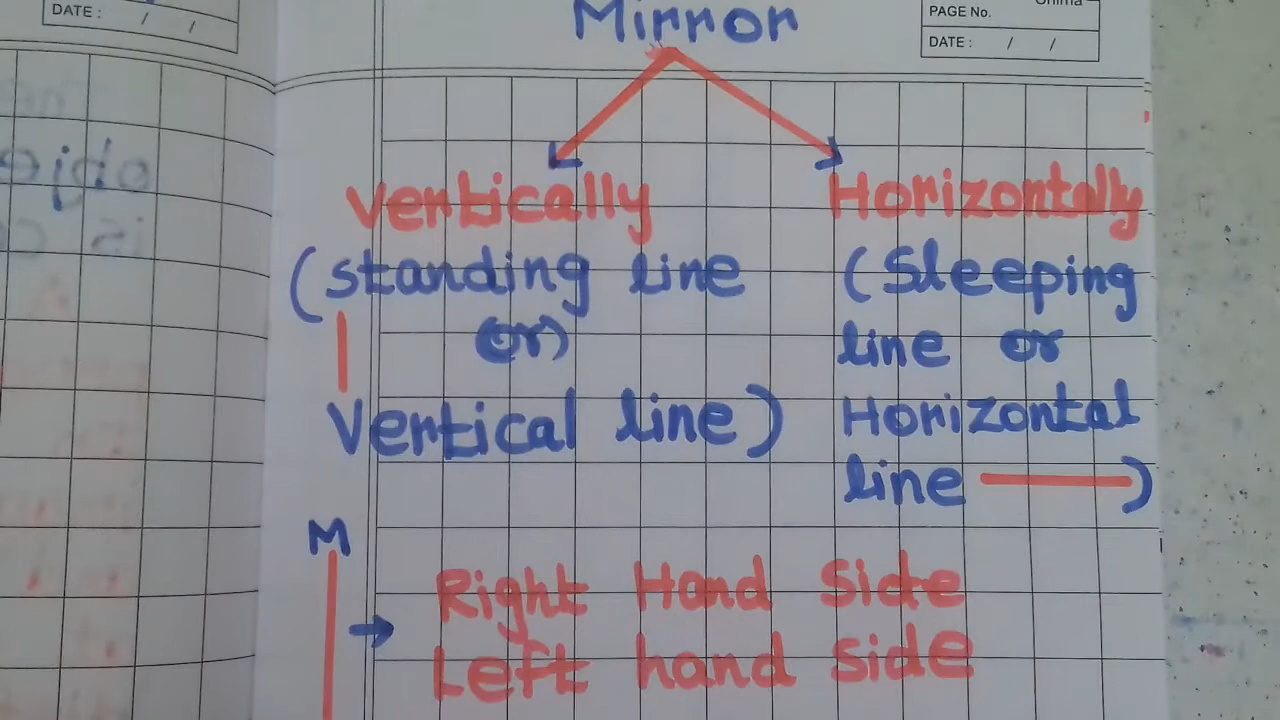 DATE : / /
PAGE No.
DATE : / /
Mirror
Vertically
(standing line
or)
Vertical line)
Horizontally
(Sleeping
line or
Horizontal
line —)
M
→ Right Hand Side
Left hand side